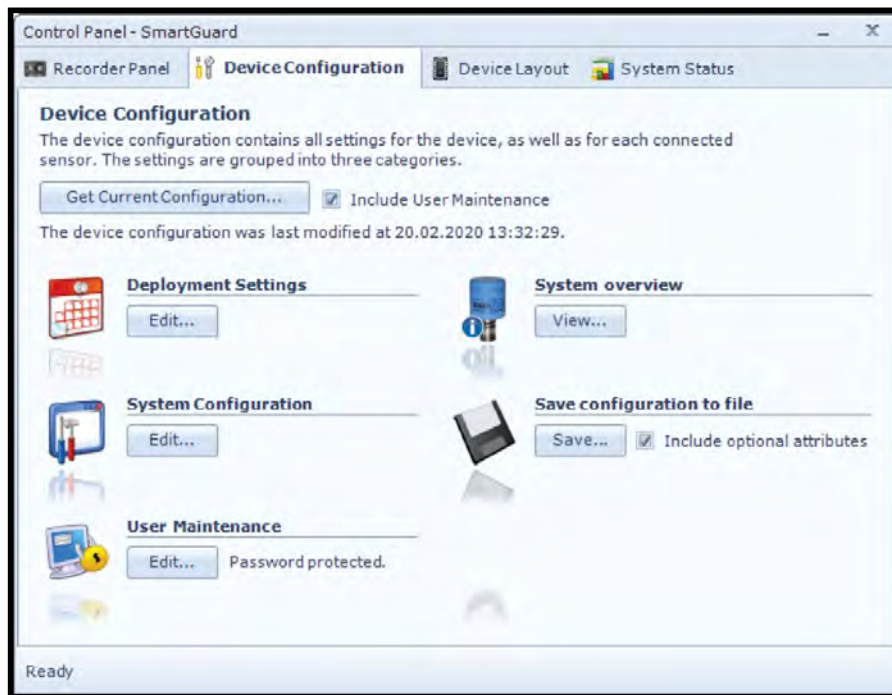 Control Panel - SmartGuard
Recorder Panel
Device Configuration
Device Layout
System Status
Device Configuration
The device configuration contains all settings for the device, as well as for each connected
sensor. The settings are grouped into three categories.
Get Current Configuration...
Include User Maintenance
The device configuration was last modified at 20.02.2020 13:32:29.
Deployment Settings
Edit...
System overview
View...
System Configuration
Edit...
Save configuration to file
Save...
Include optional attributes
User Maintenance
Edit...
Password protected.
Ready